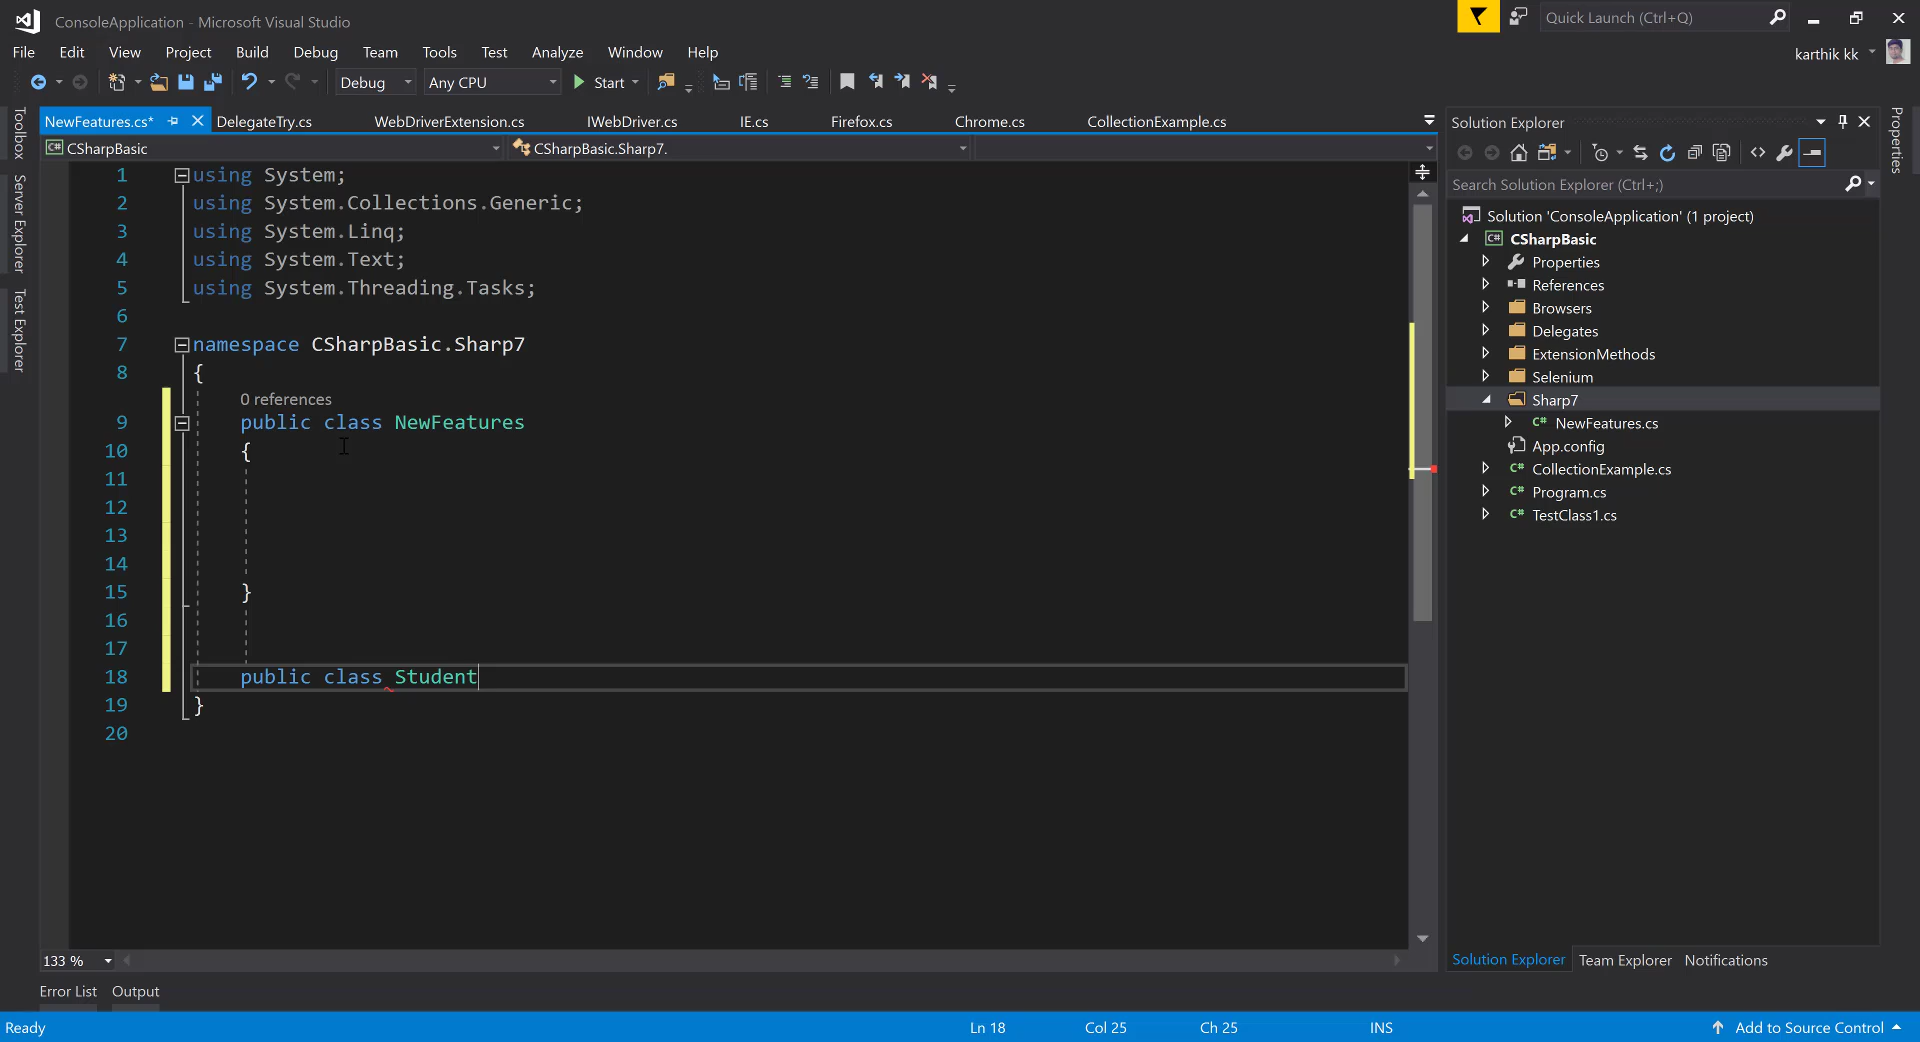 ConsoleApplication - Microsoft Visual Studio
Quick Launch (Ctrl+Q)
File Edit View Project Build Debug Team Tools Test Analyze Window Help
karthik kk
Debug Any CPU Start
NewFeatures.cs* DelegateTry.cs WebDriverExtension.cs IWebDriver.cs IE.cs Firefox.cs Chrome.cs CollectionExample.cs
C# CSharpBasic CSharpBasic.Sharp7.
Toolbox
Server Explorer
Test Explorer
1 using System;
2 using System.Collections.Generic;
3 using System.Linq;
4 using System.Text;
5 using System.Threading.Tasks;
6
7 namespace CSharpBasic.Sharp7
8 {
0 references
9 public class NewFeatures
10 {
11
12
13
14
15 }
16
17
18 public class Student
19 }
20
133 %
Solution Explorer
Search Solution Explorer (Ctrl+;)
Solution 'ConsoleApplication' (1 project)
C# CSharpBasic
Properties
References
Browsers
Delegates
ExtensionMethods
Selenium
Sharp7
C# NewFeatures.cs
App.config
C# CollectionExample.cs
C# Program.cs
C# TestClass1.cs
Solution Explorer Team Explorer Notifications
Properties
Error List Output
Ready Ln 18 Col 25 Ch 25 INS Add to Source Control